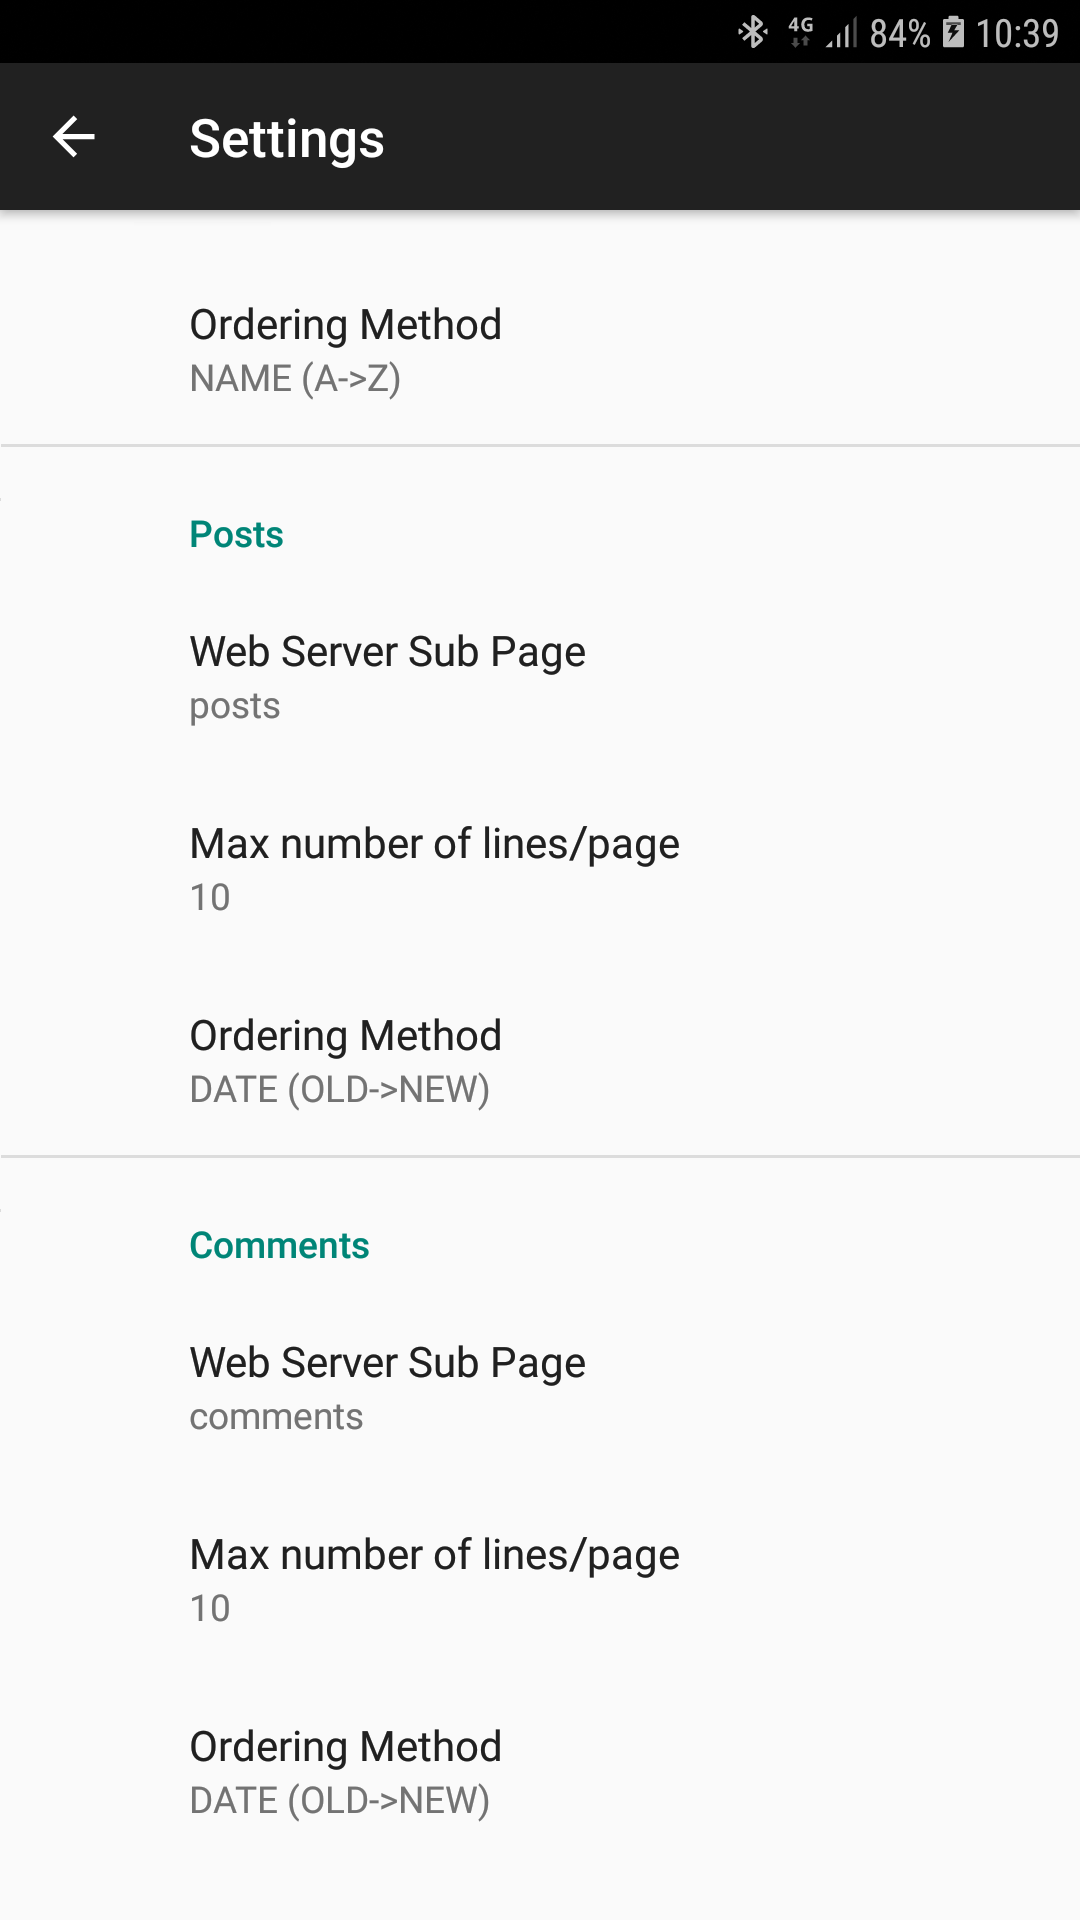 4G 84% 10:39
Settings
Ordering Method
NAME (A->Z)
Posts
Web Server Sub Page
posts
Max number of lines/page
10
Ordering Method
DATE (OLD->NEW)
Comments
Web Server Sub Page
comments
Max number of lines/page
10
Ordering Method
DATE (OLD->NEW)